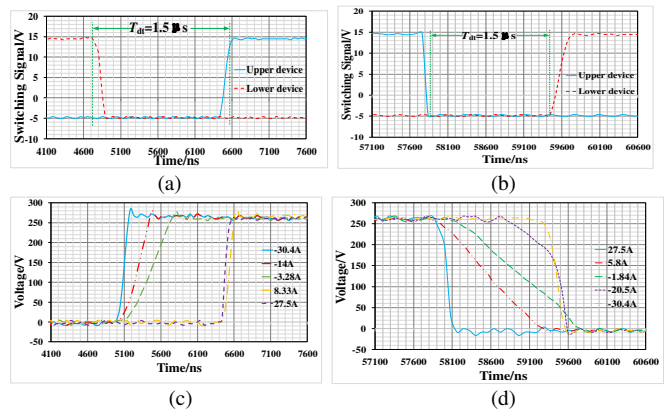 20
15
10
5
0
-5
-10
Switching Signal/V
T_dt=1.5 μs
Upper device
Lower device
4100 4600 5100 5600 6100 6600 7100 7600
Time/ns
(a)
20
15
10
5
0
-5
-10
Switching Signal/V
T_dt=1.5 μs
Upper device
Lower device
57100 57600 58100 58600 59100 59600 60100 60600
Time/ns
(b)
300
250
200
150
100
50
0
-50
Voltage/V
-30.4A
-14A
-3.28A
8.33A
27.5A
4100 4600 5100 5600 6100 6600 7100 7600
Time/ns
(c)
300
250
200
150
100
50
0
-50
Voltage/V
27.5A
5.8A
-1.84A
-20.5A
-30.4A
57100 57600 58100 58600 59100 59600 60100 60600
Time/ns
(d)